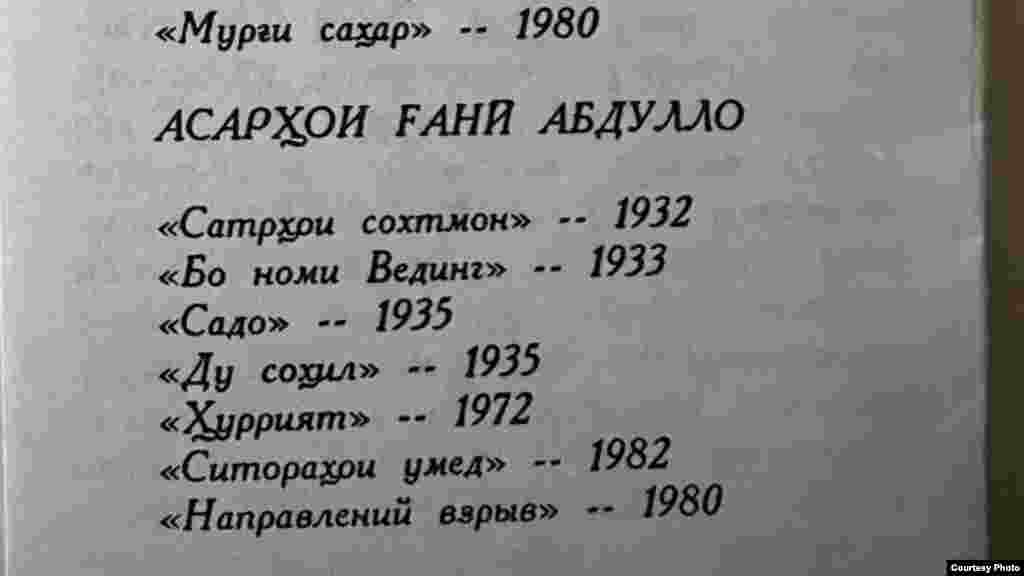 «Мурғи саҳар» -- 1980
АСАРҲОИ ҒАНӢ АБДУЛЛО
«Сатрҳои сохтмон» -- 1932
«Бо номи Вединг» -- 1933
«Садо» -- 1935
«Ду соҳил» -- 1935
«Ҳуррият» -- 1972
«Ситораҳои умед» -- 1982
«Направлений взрыв» -- 1980
Courtesy Photo